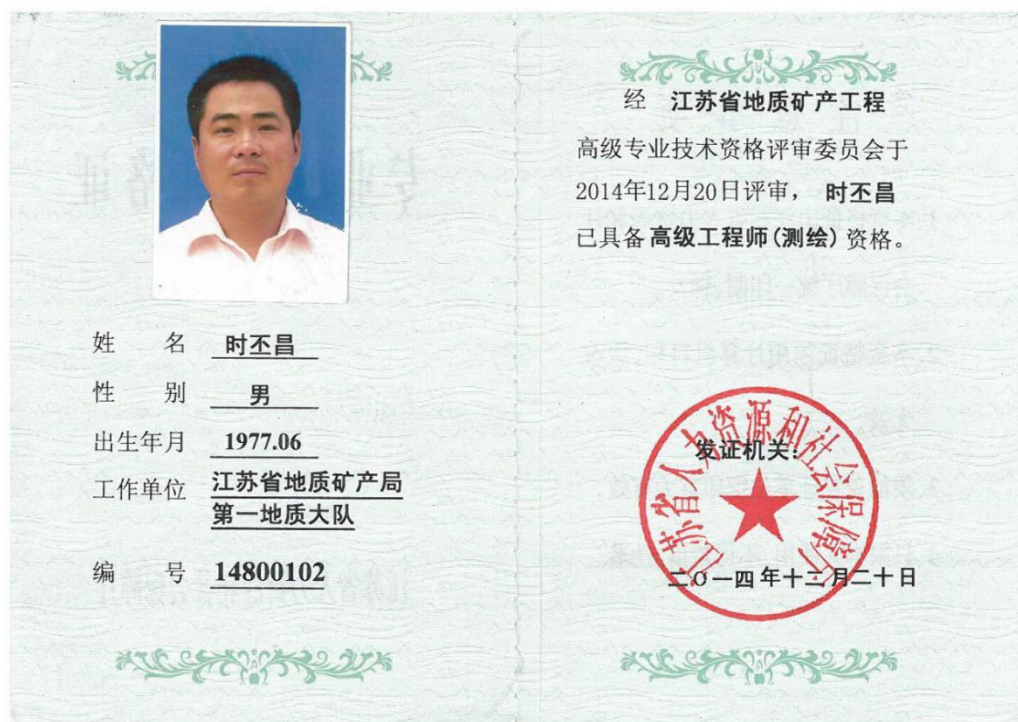 姓 名 时丕昌
性 别 男
出生年月 1977.06
工作单位 江苏省地质矿产局
第一地质大队
编 号 14800102
经 江苏省地质矿产工程
高级专业技术资格评审委员会于
2014年12月20日评审， 时丕昌
已具备高级工程师(测绘)资格。
江苏省人力资源和社会保障厅
发证机关：
二〇一四年十二月二十日